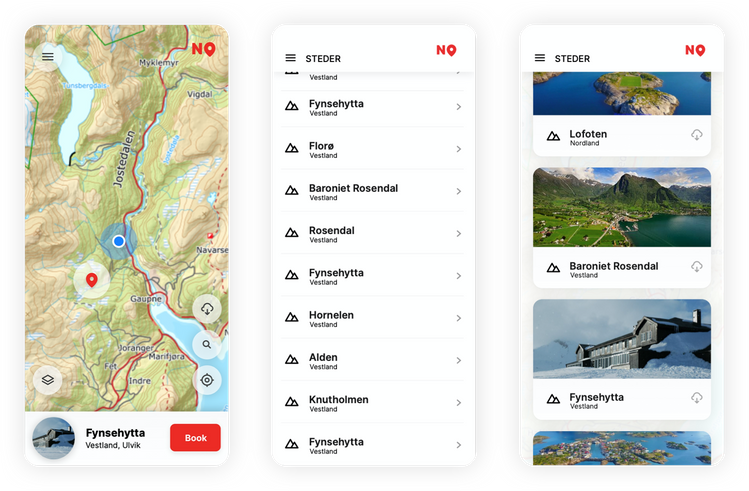 NO
Myklemyr
Vigdal
Tunsbergdals
Jostedalen
Jostedøla
Navarse
Gaupne
Joranger
Marifjøra
Fet
Indre
Fynsehytta
Vestland, Ulvik
Book
STEDER
NO
Vestland
Fynsehytta
Vestland
Florø
Vestland
Baroniet Rosendal
Vestland
Rosendal
Vestland
Fynsehytta
Vestland
Hornelen
Vestland
Alden
Vestland
Knutholmen
Vestland
Fynsehytta
Vestland
STEDER
NO
Lofoten
Nordland
Baroniet Rosendal
Vestland
Fynsehytta
Vestland